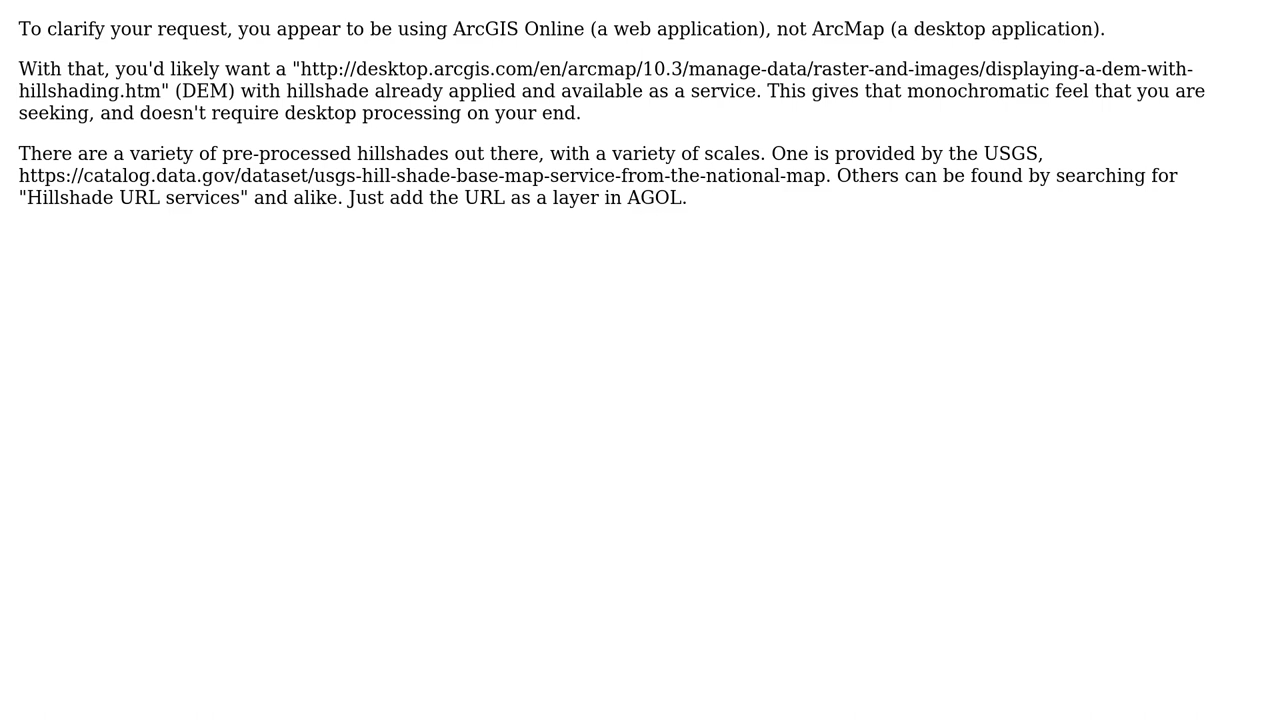 To clarify your request, you appear to be using ArcGIS Online (a web application), not ArcMap (a desktop application).
With that, you'd likely want a "http://desktop.arcgis.com/en/arcmap/10.3/manage-data/raster-and-images/displaying-a-dem-with-
hillshading.htm" (DEM) with hillshade already applied and available as a service. This gives that monochromatic feel that you are
seeking, and doesn't require desktop processing on your end.
There are a variety of pre-processed hillshades out there, with a variety of scales. One is provided by the USGS,
https://catalog.data.gov/dataset/usgs-hill-shade-base-map-service-from-the-national-map. Others can be found by searching for
"Hillshade URL services" and alike. Just add the URL as a layer in AGOL.